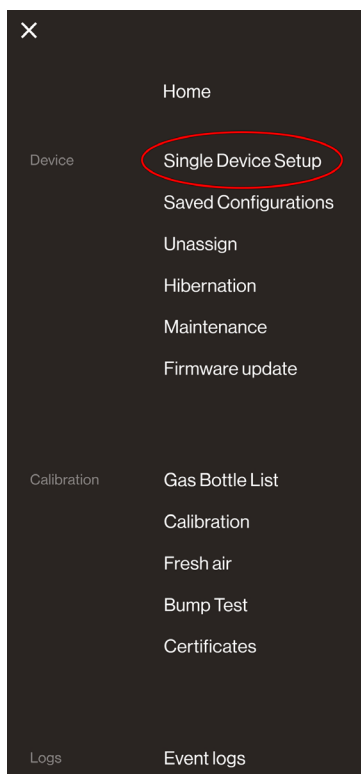 Home
Device Single Device Setup
Saved Configurations
Unassign
Hibernation
Maintenance
Firmware update
Calibration Gas Bottle List
Calibration
Fresh air
Bump Test
Certificates
Logs Event logs